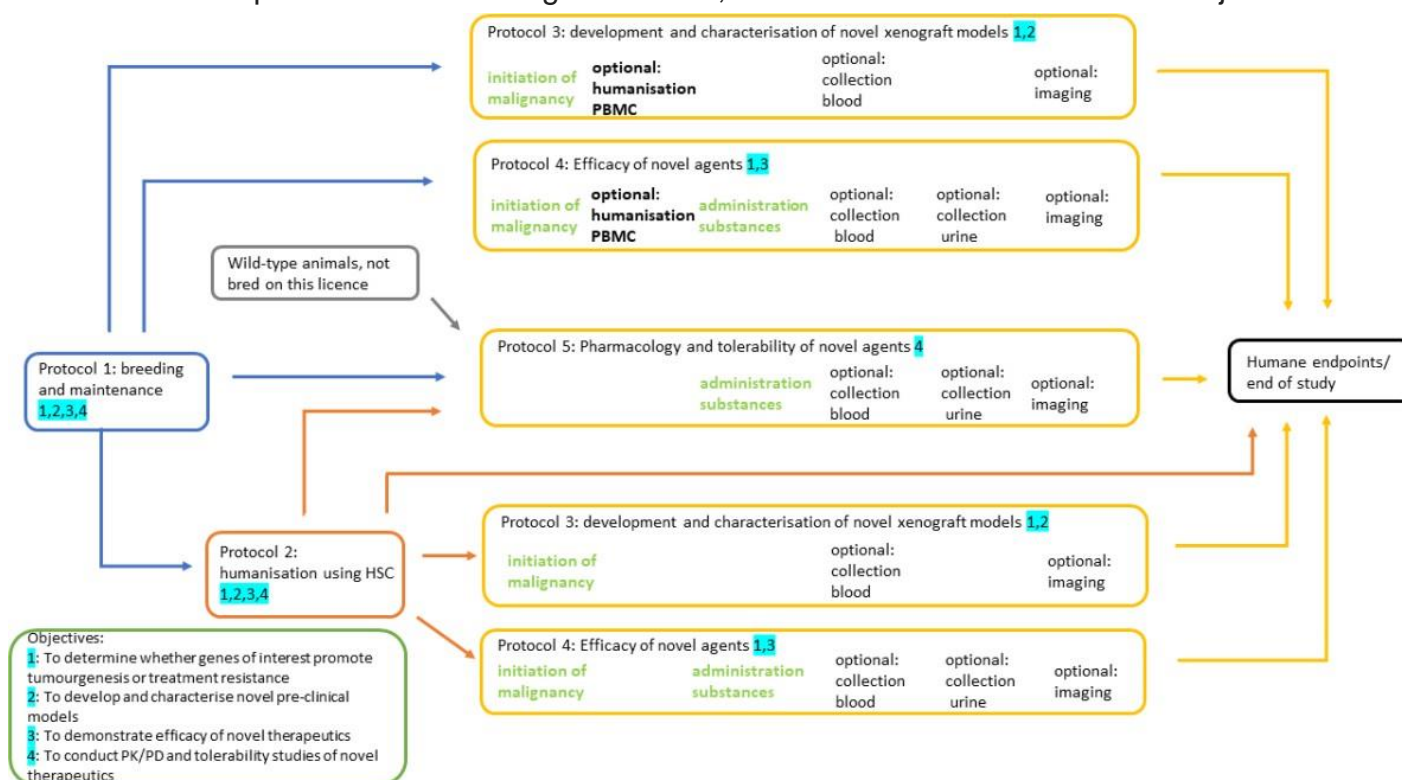 Protocol 3: development and characterisation of novel xenograft models 1,2
initiation of
malignancy
optional:
humanisation
PBMC
optional:
collection
blood
optional:
imaging
Protocol 4: Efficacy of novel agents 1,3
initiation of
malignancy
optional:
humanisation
PBMC
administration
substances
optional:
collection
blood
optional:
collection
urine
optional:
imaging
Wild-type animals, not
bred on this licence
Protocol 1: breeding
and maintenance
1,2,3,4
Protocol 5: Pharmacology and tolerability of novel agents 4
administration
substances
optional:
collection
blood
optional:
collection
urine
optional:
imaging
Humane endpoints/
end of study
Protocol 2:
humanisation using HSC
1,2,3,4
Protocol 3: development and characterisation of novel xenograft models 1,2
initiation of
malignancy
optional:
collection
blood
optional:
imaging
Protocol 4: Efficacy of novel agents 1,3
initiation of
malignancy
administration
substances
optional:
collection
blood
optional:
collection
urine
optional:
imaging
Objectives:
1: To determine whether genes of interest promote
tumourgenesis or treatment resistance
2: To develop and characterise novel pre-clinical
models
3: To demonstrate efficacy of novel therapeutics
4: To conduct PK/PD and tolerability studies of novel
therapeutics